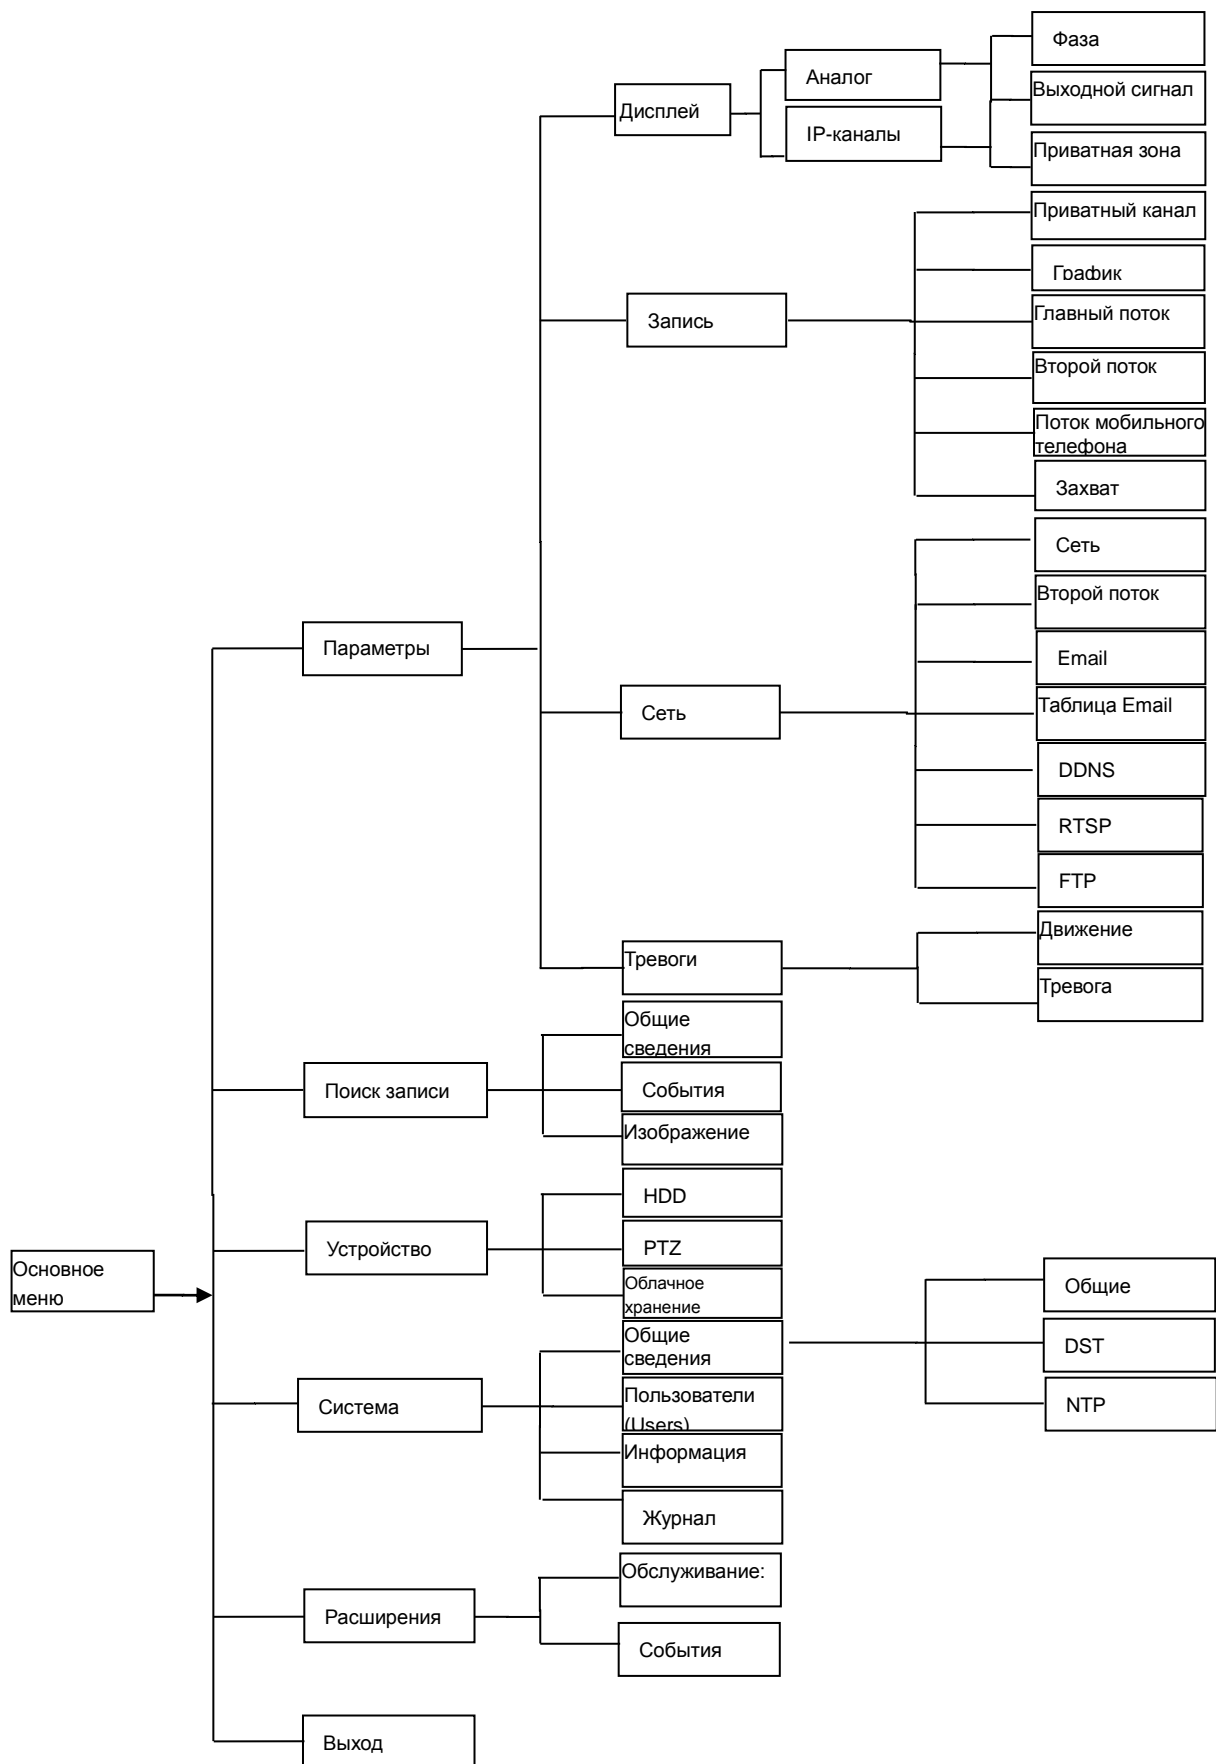 Фаза
Аналог
Выходной сигнал
Дисплей
IP-каналы
Приватная зона
Приватный канал
График
Запись
Главный поток
Второй поток
Поток мобильного
телефона
Захват
Сеть
Второй поток
Параметры
Email
Сеть
Таблица Email
DDNS
RTSP
FTP
Движение
Тревоги
Тревога
Общие
сведения
Поиск записи
События
Изображение
HDD
Устройство
PTZ
Основное
меню
Облачное
хранение
Общие
Общие
сведения
DST
Система
Пользователи
(Users)
NTP
Информация
Журнал
Обслуживание:
Расширения
События
Выход